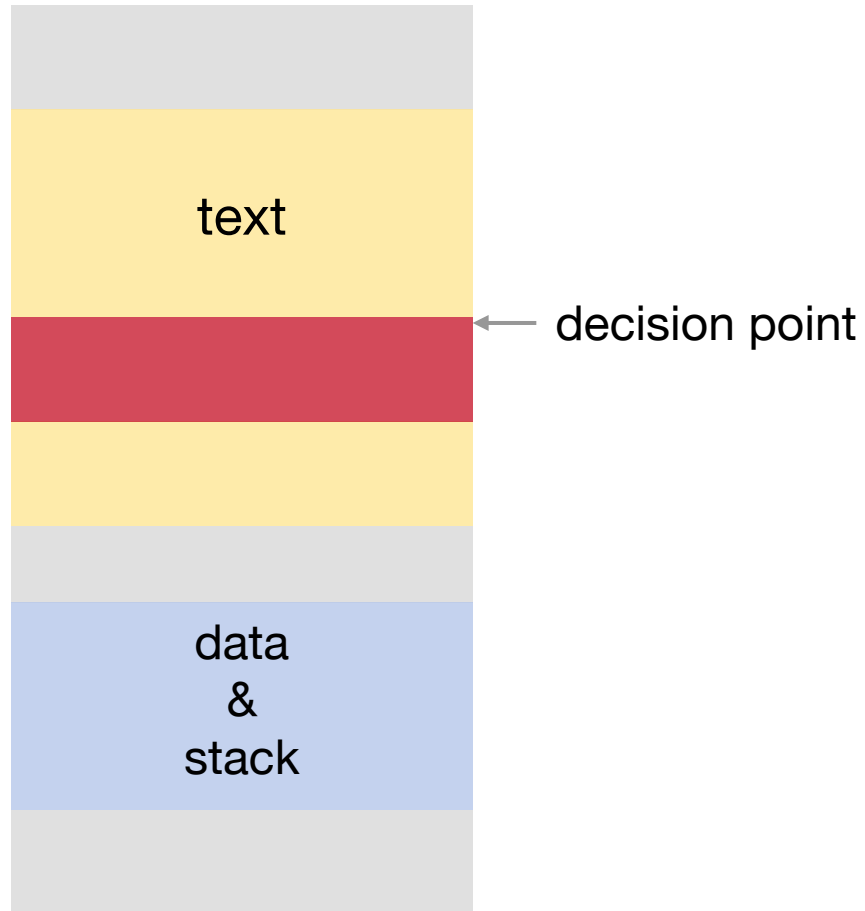 text
decision point
data
&
stack